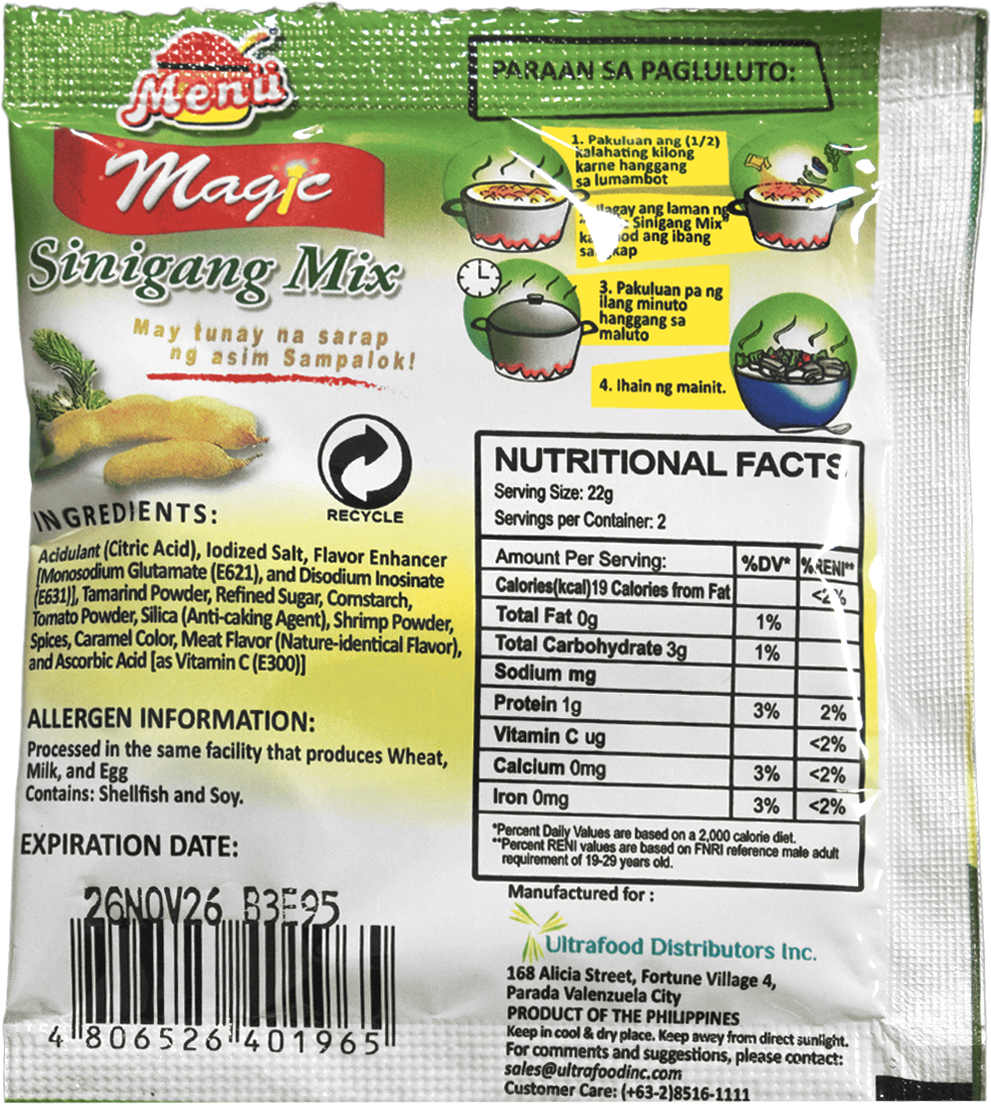 Menu
Magic
Sinigang Mix
May tunay na sarap
ng asim Sampalok!
RECYCLE
INGREDIENTS:
Acidulant (Citric Acid), Iodized Salt, Flavor Enhancer
[Monosodium Glutamate (E621), and Disodium Inosinate
(E631)], Tamarind Powder, Refined Sugar, Cornstarch,
Tomato Powder, Silica (Anti-caking Agent), Shrimp Powder,
Spices, Caramel Color, Meat Flavor (Nature-identical Flavor),
and Ascorbic Acid [as Vitamin C (E300)]
ALLERGEN INFORMATION:
Processed in the same facility that produces Wheat,
Milk, and Egg
Contains: Shellfish and Soy.
EXPIRATION DATE:
26NOV26 B3E95
4 806526 401965
PARAAN SA PAGLULUTO:
1. Pakuluan ang (1/2)
kalahating kilong
karne hanggang
sa lumambot
ang laman ng
Sinigang Mix"
ang ibang
3. Pakuluan pa ng
ilang minuto
hanggang sa
maluto
4. Ihain ng mainit.
NUTRITIONAL FACTS
Serving Size: 22g
Servings per Container: 2
Amount Per Serving: %DV* %RENI**
Calories(kcal)19 Calories from Fat <2%
Total Fat 0g 1%
Total Carbohydrate 3g 1%
Sodium mg
Protein 1g 3% 2%
Vitamin C ug <2%
Calcium 0mg 3% <2%
Iron 0mg 3% <2%
*Percent Daily Values are based on a 2,000 calorie diet.
**Percent RENI values are based on FNRI reference male adult
requirement of 19-29 years old.
Manufactured for :
Ultrafood Distributors Inc.
168 Alicia Street, Fortune Village 4,
Parada Valenzuela City
PRODUCT OF THE PHILIPPINES
Keep in cool & dry place. Keep away from direct sunlight.
For comments and suggestions, please contact:
sales@ultrafoodinc.com
Customer Care: (+63-2)8516-1111